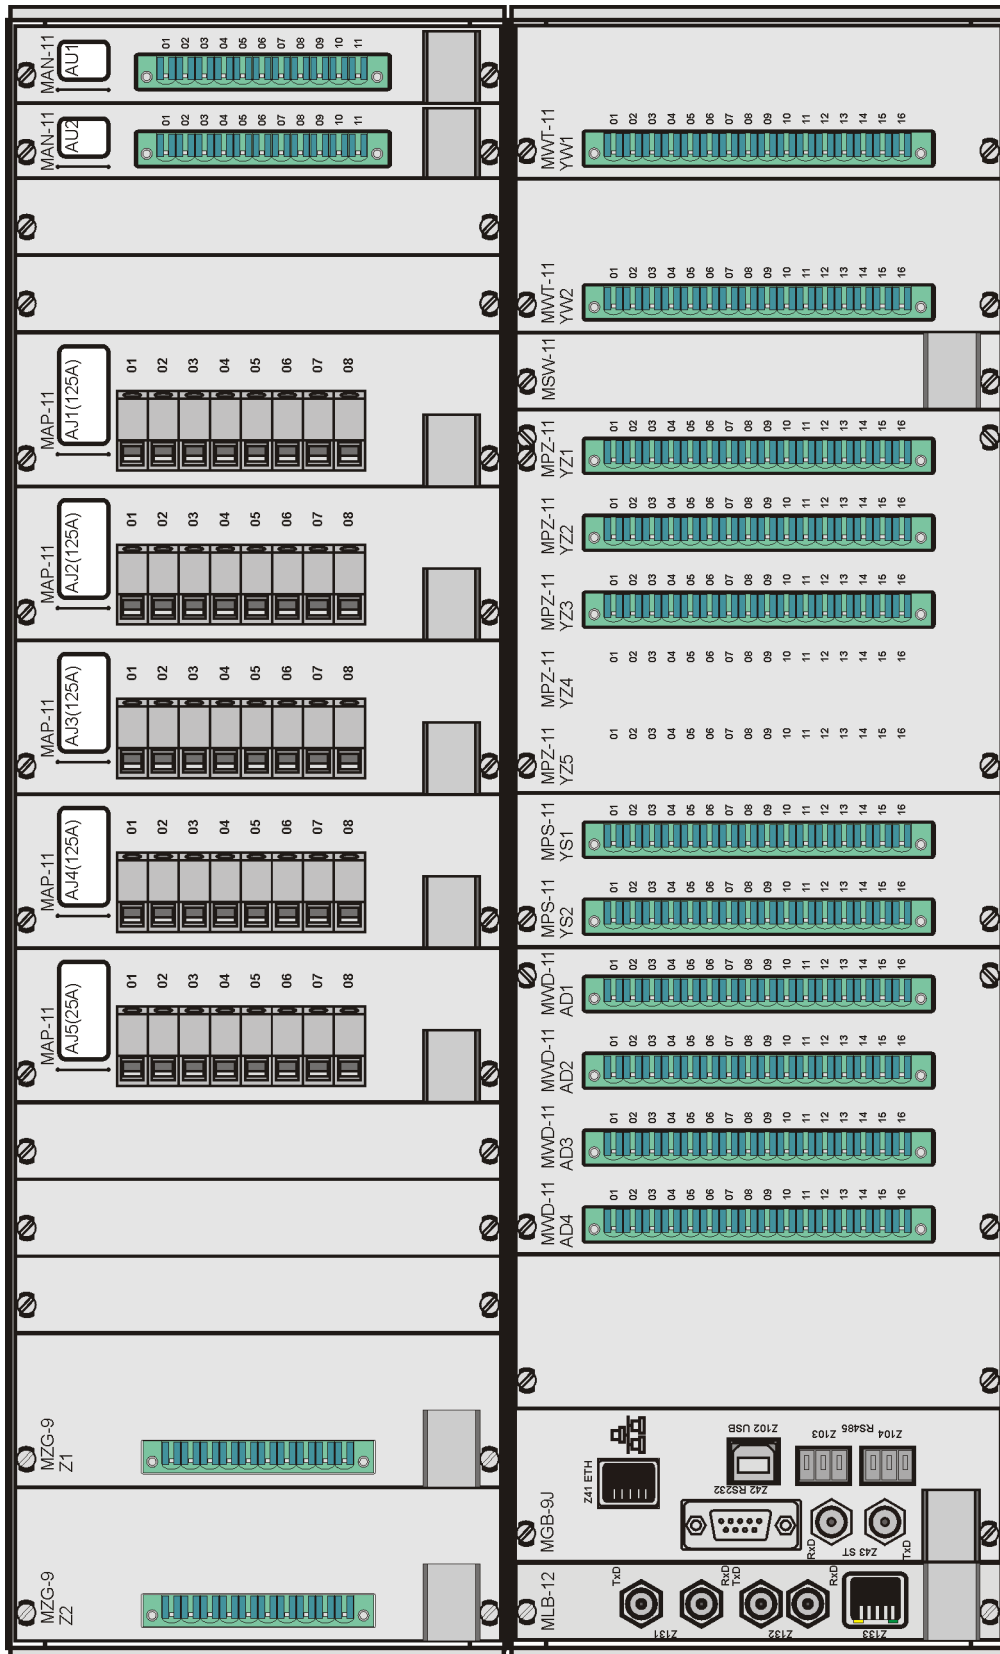 MAN-11
AU1
01 02 03 04 05 06 07 08 09 10 11
MAN-11
AU2
01 02 03 04 05 06 07 08 09 10 11
MAP-11
AJ1(125A)
01 02 03 04 05 06 07 08
MAP-11
AJ2(125A)
01 02 03 04 05 06 07 08
MAP-11
AJ3(125A)
01 02 03 04 05 06 07 08
MAP-11
AJ4(125A)
01 02 03 04 05 06 07 08
MAP-11
AJ5(25A)
01 02 03 04 05 06 07 08
MZG-9
Z1
MZG-9
Z2
MWT-11
YW1
01 02 03 04 05 06 07 08 09 10 11 12 13 14 15 16
MWT-11
YW2
01 02 03 04 05 06 07 08 09 10 11 12 13 14 15 16
MSW-11
MPZ-11
YZ1
01 02 03 04 05 06 07 08 09 10 11 12 13 14 15 16
MPZ-11
YZ2
01 02 03 04 05 06 07 08 09 10 11 12 13 14 15 16
MPZ-11
YZ3
01 02 03 04 05 06 07 08 09 10 11 12 13 14 15 16
MPZ-11
YZ4
01 02 03 04 05 06 07 08 09 10 11 12 13 14 15 16
MPZ-11
YZ5
01 02 03 04 05 06 07 08 09 10 11 12 13 14 15 16
MPS-11
YS1
01 02 03 04 05 06 07 08 09 10 11 12 13 14 15 16
MPS-11
YS2
01 02 03 04 05 06 07 08 09 10 11 12 13 14 15 16
MWD-11
AD1
01 02 03 04 05 06 07 08 09 10 11 12 13 14 15 16
MWD-11
AD2
01 02 03 04 05 06 07 08 09 10 11 12 13 14 15 16
MWD-11
AD3
01 02 03 04 05 06 07 08 09 10 11 12 13 14 15 16
MWD-11
AD4
01 02 03 04 05 06 07 08 09 10 11 12 13 14 15 16
MGB-9J
Z41 ETH
Z102 USB
Z103
RS485
Z104
Z42 RS232
RxD
Z43 ST
TxD
MLB-12
TxD
Z131
RxD
TxD
Z132
RxD
Z133